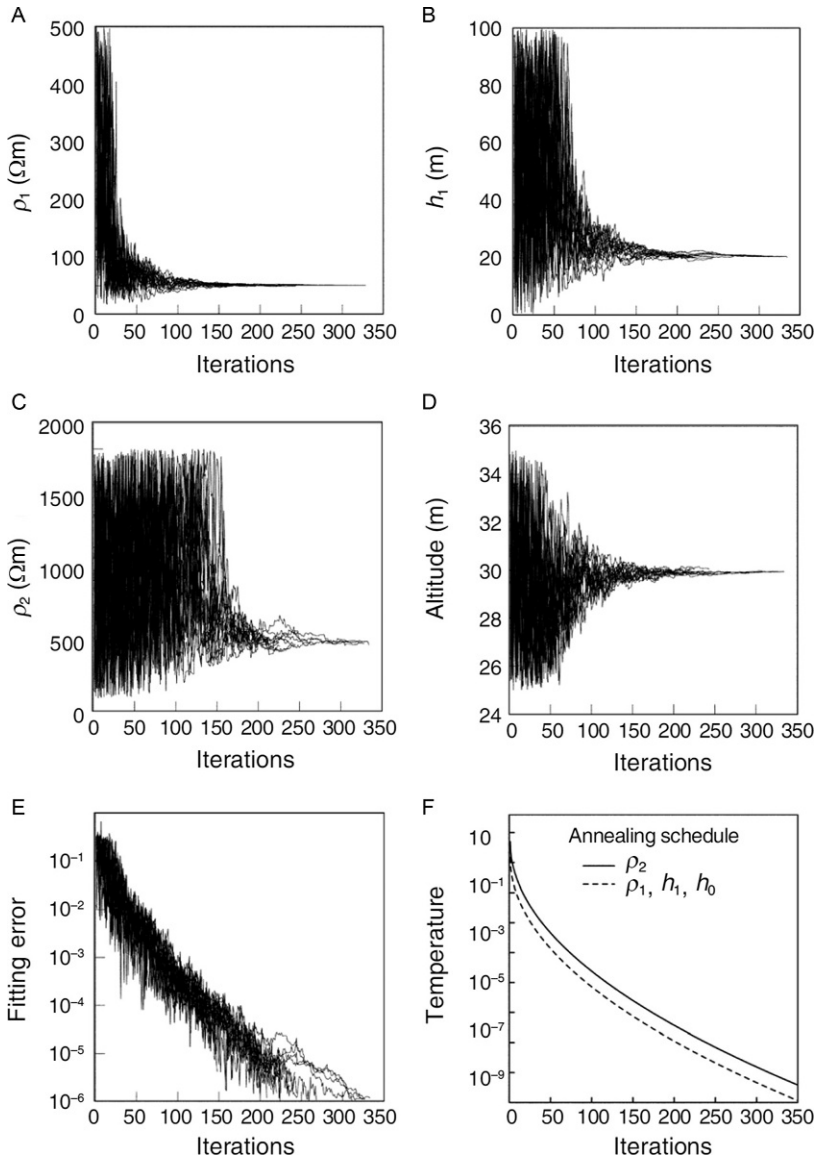 A
500
400
300
200
100
0
ρ₁ (Ωm)
0 50 100 150 200 250 300 350
Iterations
B
100
80
60
40
20
0
h₁ (m)
0 50 100 150 200 250 300 350
Iterations
C
2000
1500
1000
500
0
ρ₂ (Ωm)
0 50 100 150 200 250 300 350
Iterations
D
36
34
32
30
28
26
24
Altitude (m)
0 50 100 150 200 250 300 350
Iterations
E
10⁻¹
10⁻²
10⁻³
10⁻⁴
10⁻⁵
10⁻⁶
Fitting error
0 50 100 150 200 250 300 350
Iterations
F
10
10⁻¹
10⁻³
10⁻⁵
10⁻⁷
10⁻⁹
Temperature
Annealing schedule
ρ₂
ρ₁, h₁, h₀
0 50 100 150 200 250 300 350
Iterations